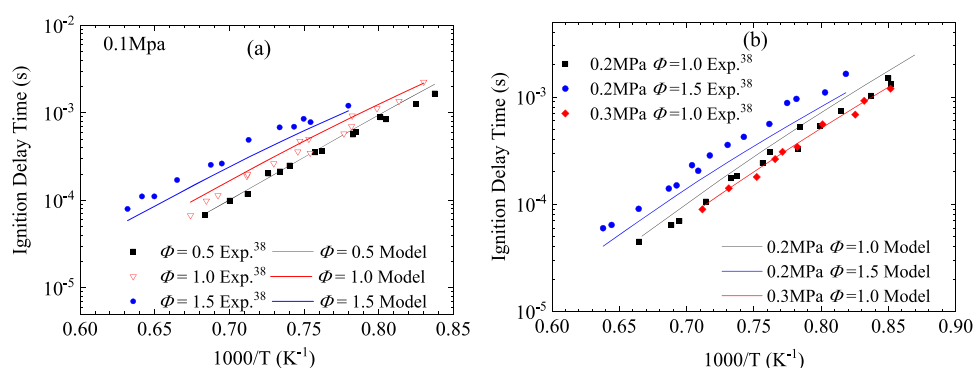 0.1Mpa
(a)
10⁻²
10⁻³
10⁻⁴
10⁻⁵
Ignition Delay Time (s)
Φ = 0.5 Exp.³⁸
Φ = 0.5 Model
Φ = 1.0 Exp.³⁸
Φ = 1.0 Model
Φ = 1.5 Exp.³⁸
Φ = 1.5 Model
0.60 0.65 0.70 0.75 0.80 0.85
1000/T (K⁻¹)
(b)
10⁻²
10⁻³
10⁻⁴
10⁻⁵
Ignition Delay Time (s)
0.2MPa Φ=1.0 Exp.³⁸
0.2MPa Φ=1.5 Exp.³⁸
0.3MPa Φ=1.0 Exp.³⁸
0.2MPa Φ=1.0 Model
0.2MPa Φ=1.5 Model
0.3MPa Φ=1.0 Model
0.60 0.65 0.70 0.75 0.80 0.85 0.90
1000/T (K⁻¹)